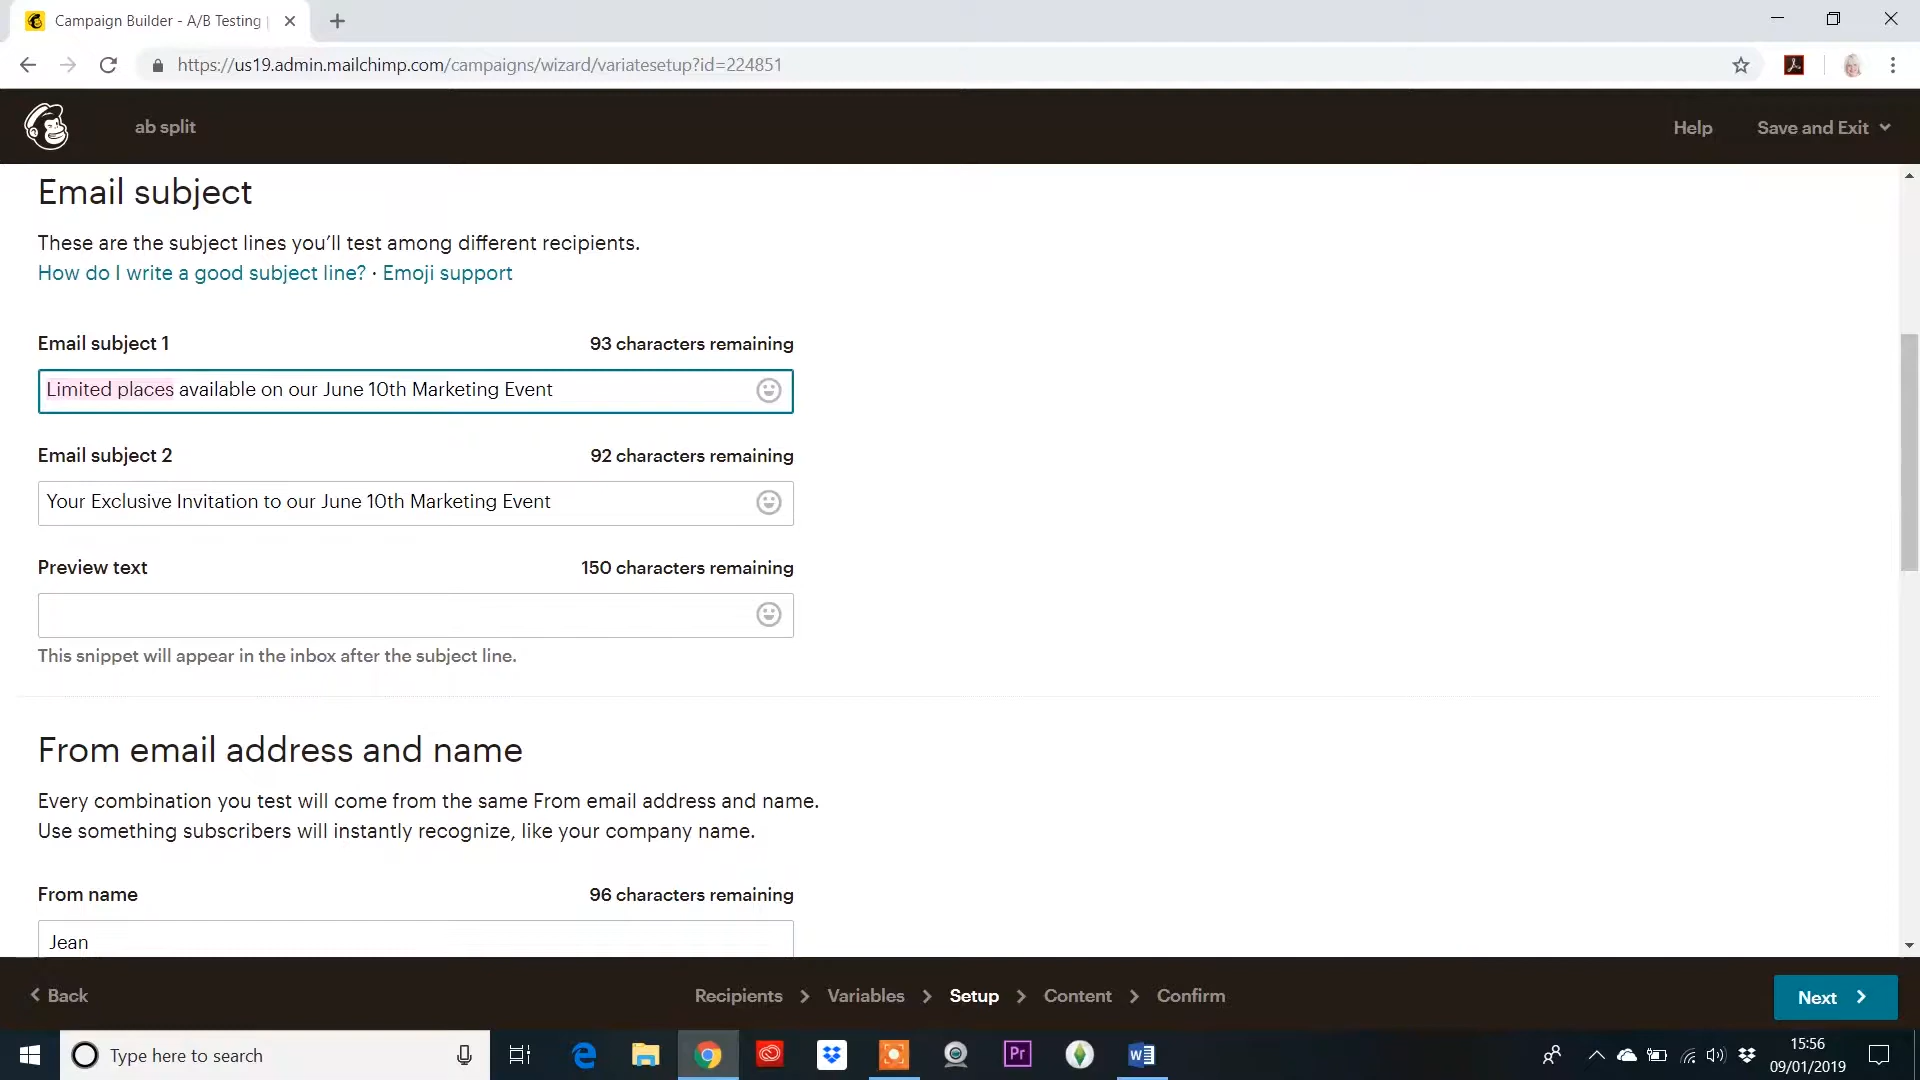 Campaign Builder - A/B Testing |
https://us19.admin.mailchimp.com/campaigns/wizard/variatesetup?id=224851
ab split
Help
Save and Exit
Email subject
These are the subject lines you'll test among different recipients.
How do I write a good subject line? · Emoji support
Email subject 1
93 characters remaining
Limited places available on our June 10th Marketing Event
Email subject 2
92 characters remaining
Your Exclusive Invitation to our June 10th Marketing Event
Preview text
150 characters remaining
This snippet will appear in the inbox after the subject line.
From email address and name
Every combination you test will come from the same From email address and name.
Use something subscribers will instantly recognize, like your company name.
From name
96 characters remaining
Jean
Back
Recipients
Variables
Setup
Content
Confirm
Next
Type here to search
Pr
15:56
09/01/2019